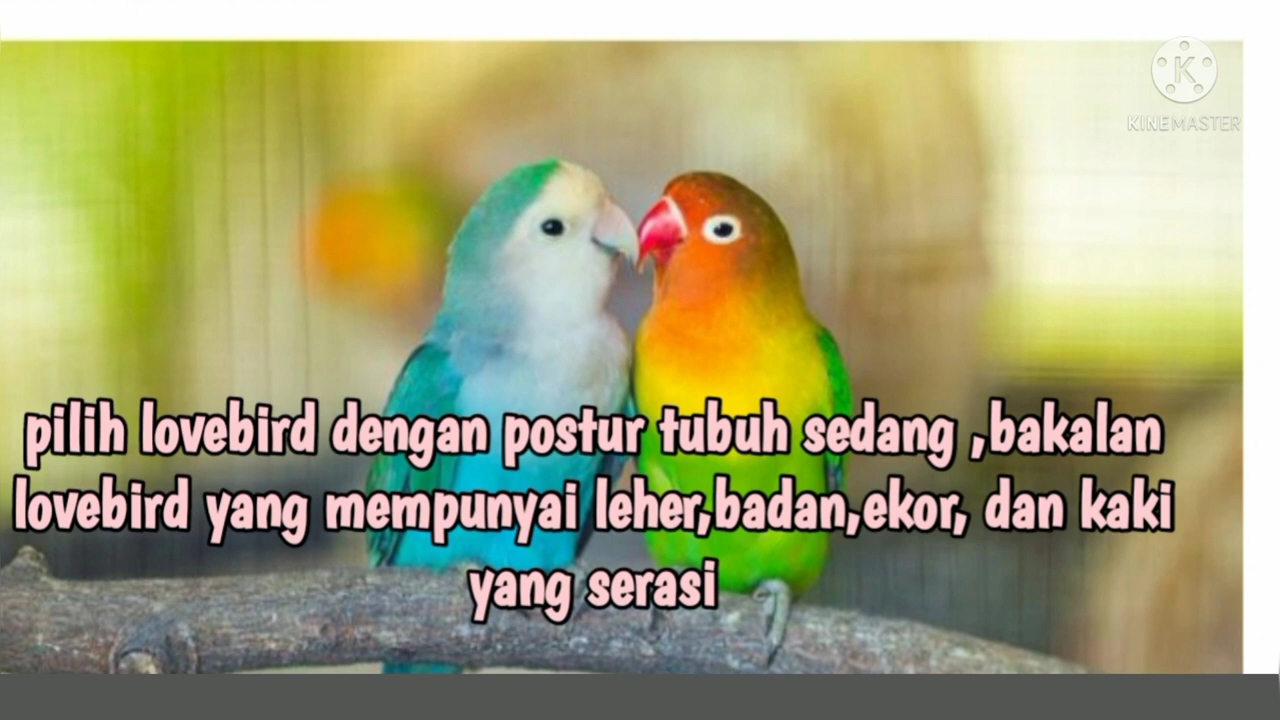 KINEMASTER
pilih lovebird dengan postur tubuh sedang ,bakalan
lovebird yang mempunyai leher,badan,ekor, dan kaki
yang serasi